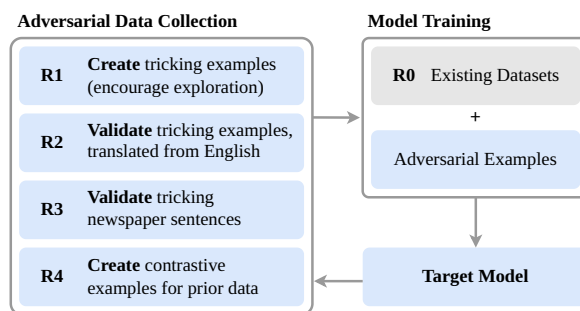 Adversarial Data Collection
R1 Create tricking examples
(encourage exploration)
R2 Validate tricking examples,
translated from English
R3 Validate tricking
newspaper sentences
R4 Create contrastive
examples for prior data
Model Training
R0 Existing Datasets
+
Adversarial Examples
Target Model